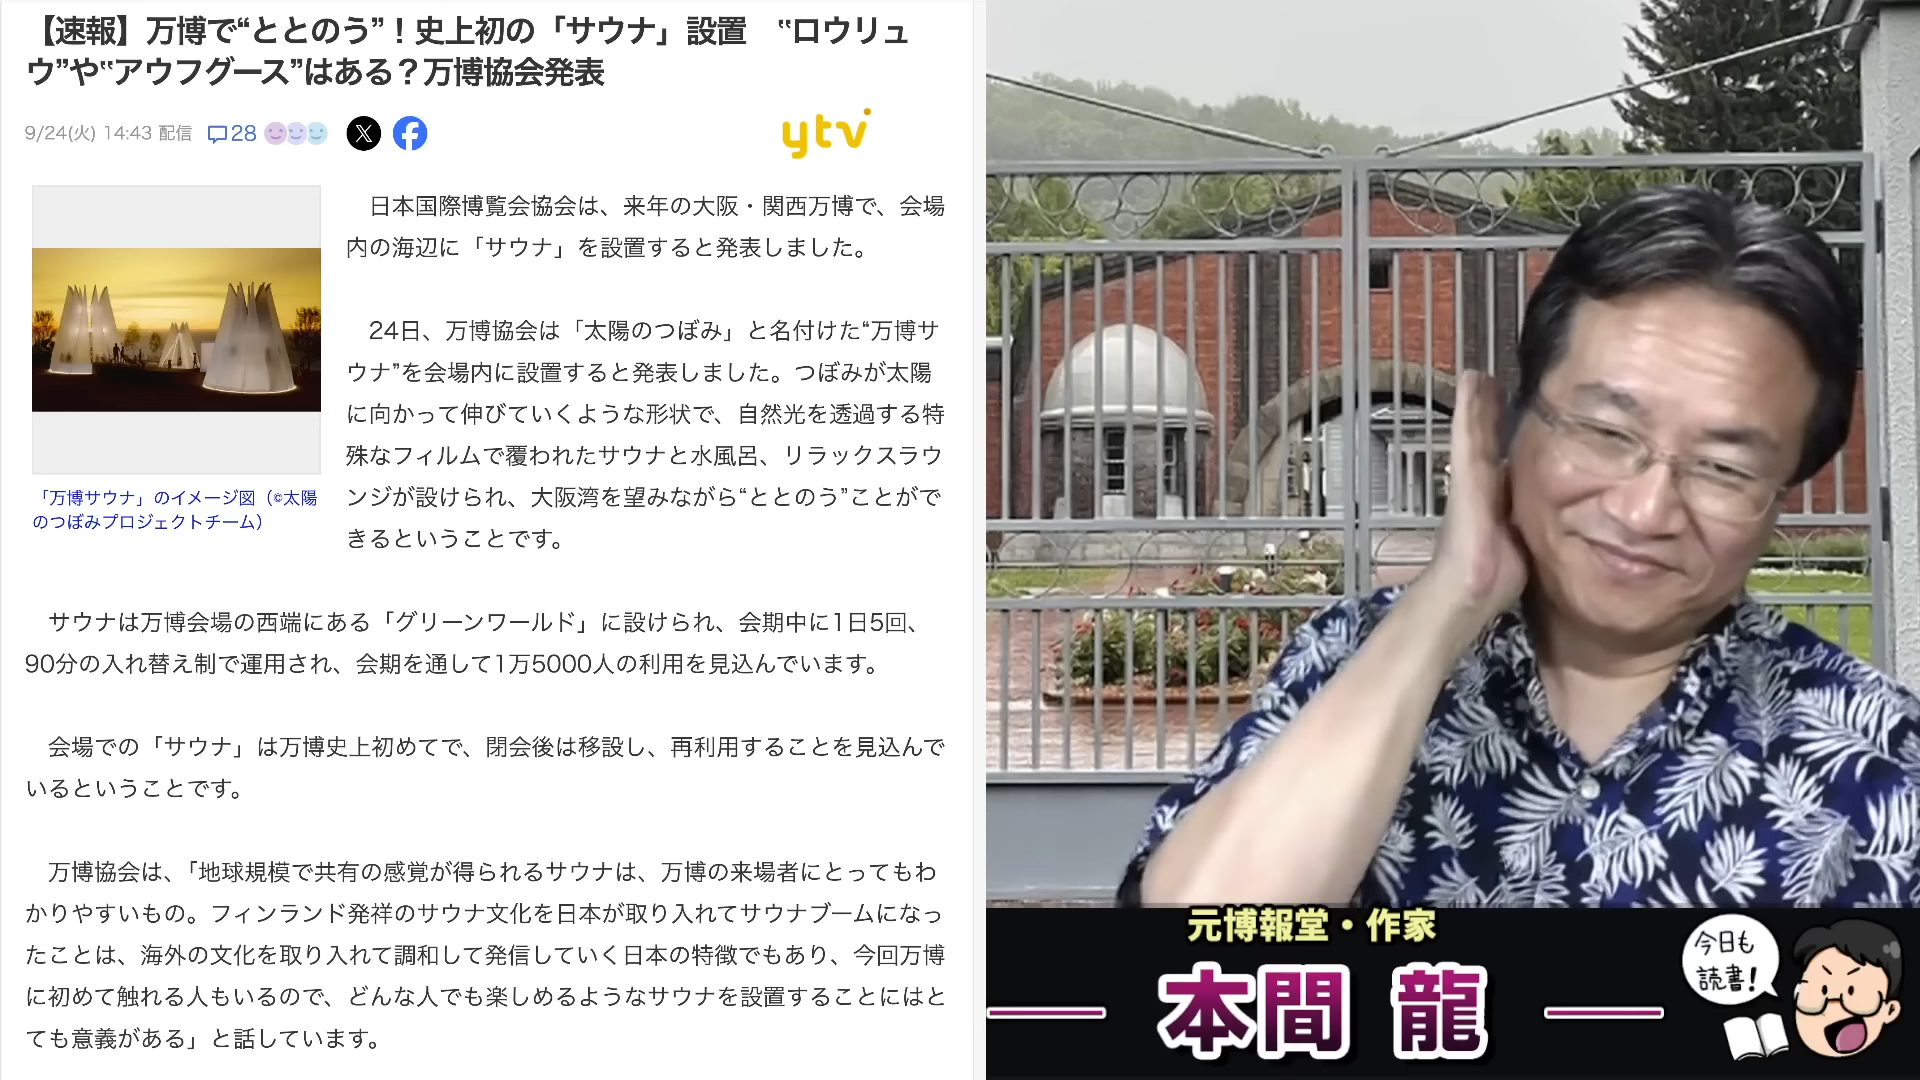 【速報】万博で“ととのう”！史上初の「サウナ」設置　“ロウリュ
ウ”や“アウフグース”はある？万博協会発表
9/24(火) 14:43 配信 28
ytv
日本国際博覧会協会は、来年の大阪・関西万博で、会場
内の海辺に「サウナ」を設置すると発表しました。
24日、万博協会は「太陽のつぼみ」と名付けた“万博サ
ウナ”を会場内に設置すると発表しました。つぼみが太陽
に向かって伸びていくような形状で、自然光を透過する特
殊なフィルムで覆われたサウナと水風呂、リラックスラウ
ンジが設けられ、大阪湾を望みながら“ととのう”ことがで
きるということです。
「万博サウナ」のイメージ図（©太陽
のつぼみプロジェクトチーム）
サウナは万博会場の西端にある「グリーンワールド」に設けられ、会期中に1日5回、
90分の入れ替え制で運用され、会期を通して1万5000人の利用を見込んでいます。
会場での「サウナ」は万博史上初めてで、閉会後は移設し、再利用することを見込んで
いるということです。
万博協会は、「地球規模で共有の感覚が得られるサウナは、万博の来場者にとってもわ
かりやすいもの。フィンランド発祥のサウナ文化を日本が取り入れてサウナブームになっ
たことは、海外の文化を取り入れて調和して発信していく日本の特徴でもあり、今回万博
に初めて触れる人もいるので、どんな人でも楽しめるようなサウナを設置することにはと
ても意義がある」と話しています。
元博報堂・作家
本間 龍
今日も
読書！